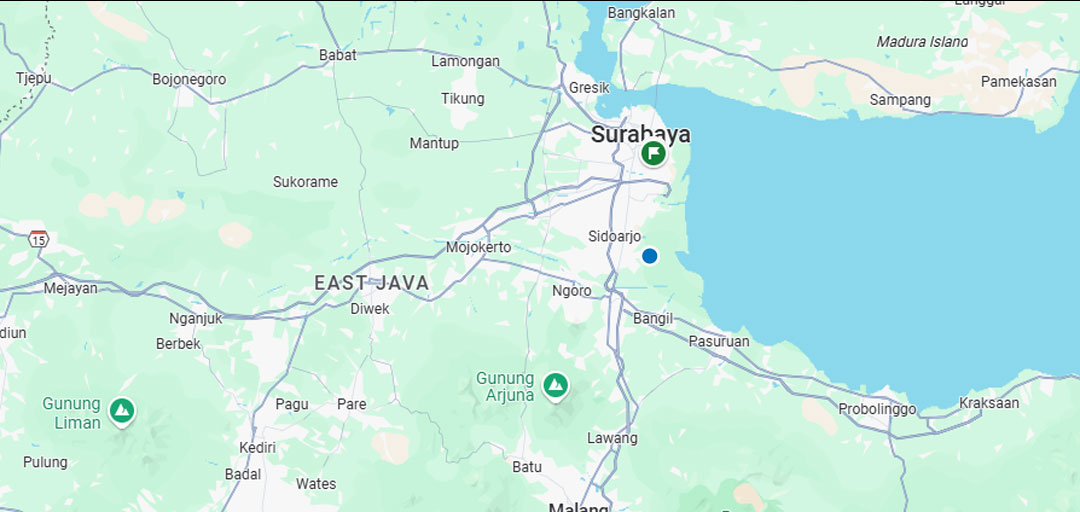 Bangkalan
Madura Island
Tjepu
Bojonegoro
Babat
Lamongan
Gresik
Pamekasan
Sampang
Tikung
Surabaya
Mantup
Sukorame
15
Sidoarjo
Mojokerto
EAST JAVA
Mejayan
Ngoro
Diwek
Nganjuk
Bangil
diun
Berbek
Pasuruan
Gunung
Arjuna
Gunung
Liman
Pagu
Pare
Probolinggo
Kraksaan
Kediri
Lawang
Pulung
Badal
Batu
Wates
Malang